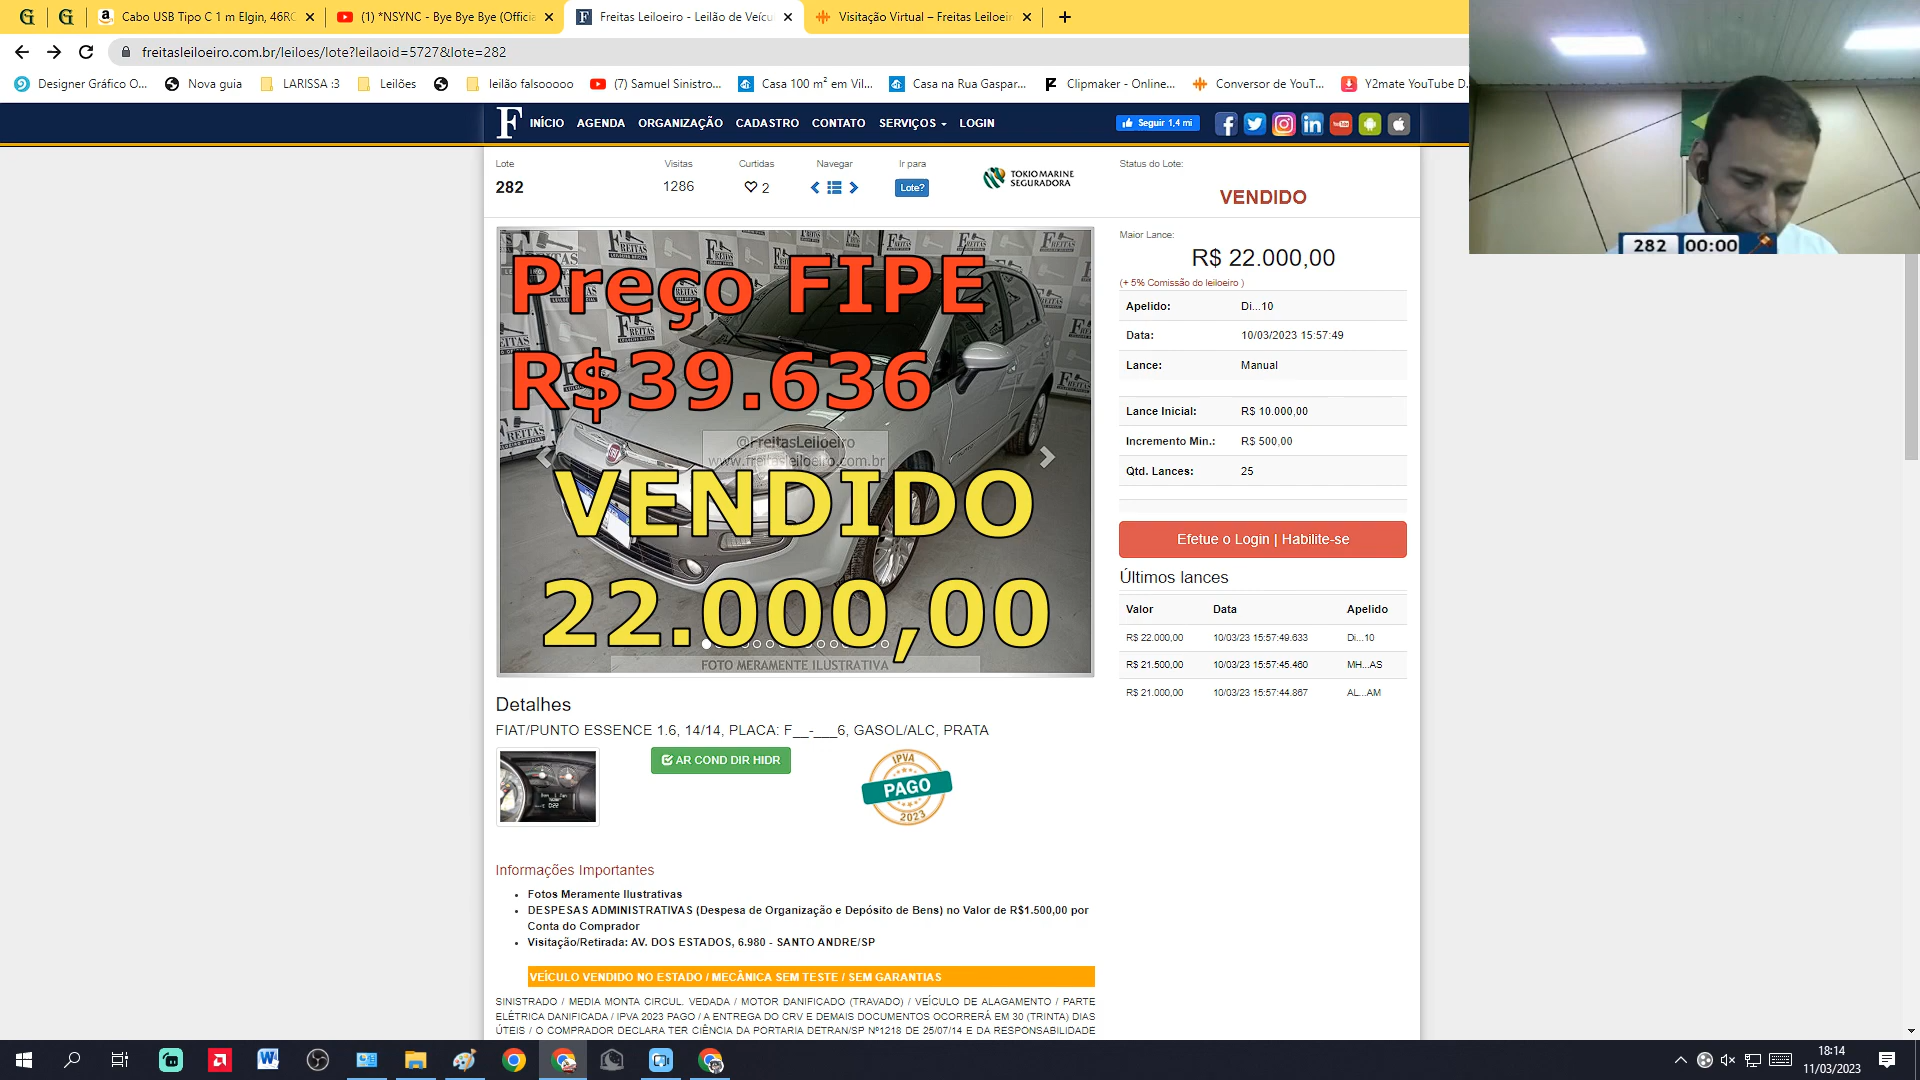 Cabo USB Tipo C 1 m Elgin, 46RC
(1) *NSYNC - Bye Bye Bye (Officia
Freitas Leiloeiro - Leilão de Veícu
Visitação Virtual – Freitas Leiloeir
freitasleiloeiro.com.br/leiloes/lote?leilaoid=5727&lote=282
Designer Gráfico O...
Nova guia
LARISSA :3
Leilões
leilão falsooooo
(7) Samuel Sinistro...
Casa 100 m² em Vil...
Casa na Rua Gaspar...
Clipmaker - Online...
Conversor de YouT...
Y2mate YouTube D...
F INÍCIO AGENDA ORGANIZAÇÃO CADASTRO CONTATO SERVIÇOS LOGIN
Seguir 1,4 mi
Lote
282
Visitas
1286
Curtidas
2
Navegar
Ir para
Lote?
TOKIO MARINE
SEGURADORA
Status do Lote:
VENDIDO
282 00:00
Preço FIPE
R$39.636
@FreitasLeiloeiro
www.freitasleiloeiro.com.br
VENDIDO
22.000,00
FOTO MERAMENTE ILUSTRATIVA
Maior Lance:
R$ 22.000,00
(+ 5% Comissão do leiloeiro )
Apelido: Di...10
Data: 10/03/2023 15:57:49
Lance: Manual
Lance Inicial: R$ 10.000,00
Incremento Min.: R$ 500,00
Qtd. Lances: 25
Efetue o Login | Habilite-se
Últimos lances
Valor Data Apelido
R$ 22.000,00 10/03/23 15:57:49.633 Di...10
R$ 21.500,00 10/03/23 15:57:45.460 MH...AS
R$ 21.000,00 10/03/23 15:57:44.867 AL...AM
Detalhes
FIAT/PUNTO ESSENCE 1.6, 14/14, PLACA: F__-___6, GASOL/ALC, PRATA
AR COND DIR HIDR
IPVA
PAGO
2023
Informações Importantes
Fotos Meramente Ilustrativas
DESPESAS ADMINISTRATIVAS (Despesa de Organização e Depósito de Bens) no Valor de R$1.500,00 por
Conta do Comprador
Visitação/Retirada: AV. DOS ESTADOS, 6.980 - SANTO ANDRE/SP
VEÍCULO VENDIDO NO ESTADO / MECÂNICA SEM TESTE / SEM GARANTIAS
SINISTRADO / MEDIA MONTA CIRCUL. VEDADA / MOTOR DANIFICADO (TRAVADO) / VEÍCULO DE ALAGAMENTO / PARTE
ELÉTRICA DANIFICADA / IPVA 2023 PAGO / A ENTREGA DO CRV E DEMAIS DOCUMENTOS OCORRERÁ EM 30 (TRINTA) DIAS
ÚTEIS / O COMPRADOR DECLARA TER CIÊNCIA DA PORTARIA DETRAN/SP Nº1218 DE 25/07/14 E DA RESPONSABILIDADE
18:14
11/03/2023